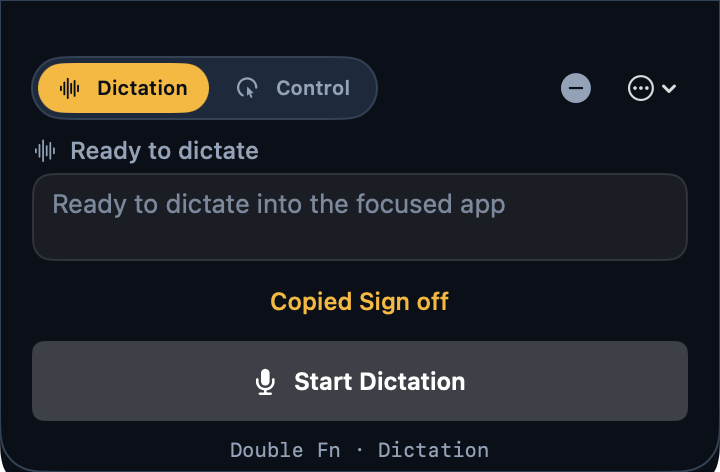 Dictation Control
Ready to dictate
Ready to dictate into the focused app
Copied Sign off
Start Dictation
Double Fn · Dictation